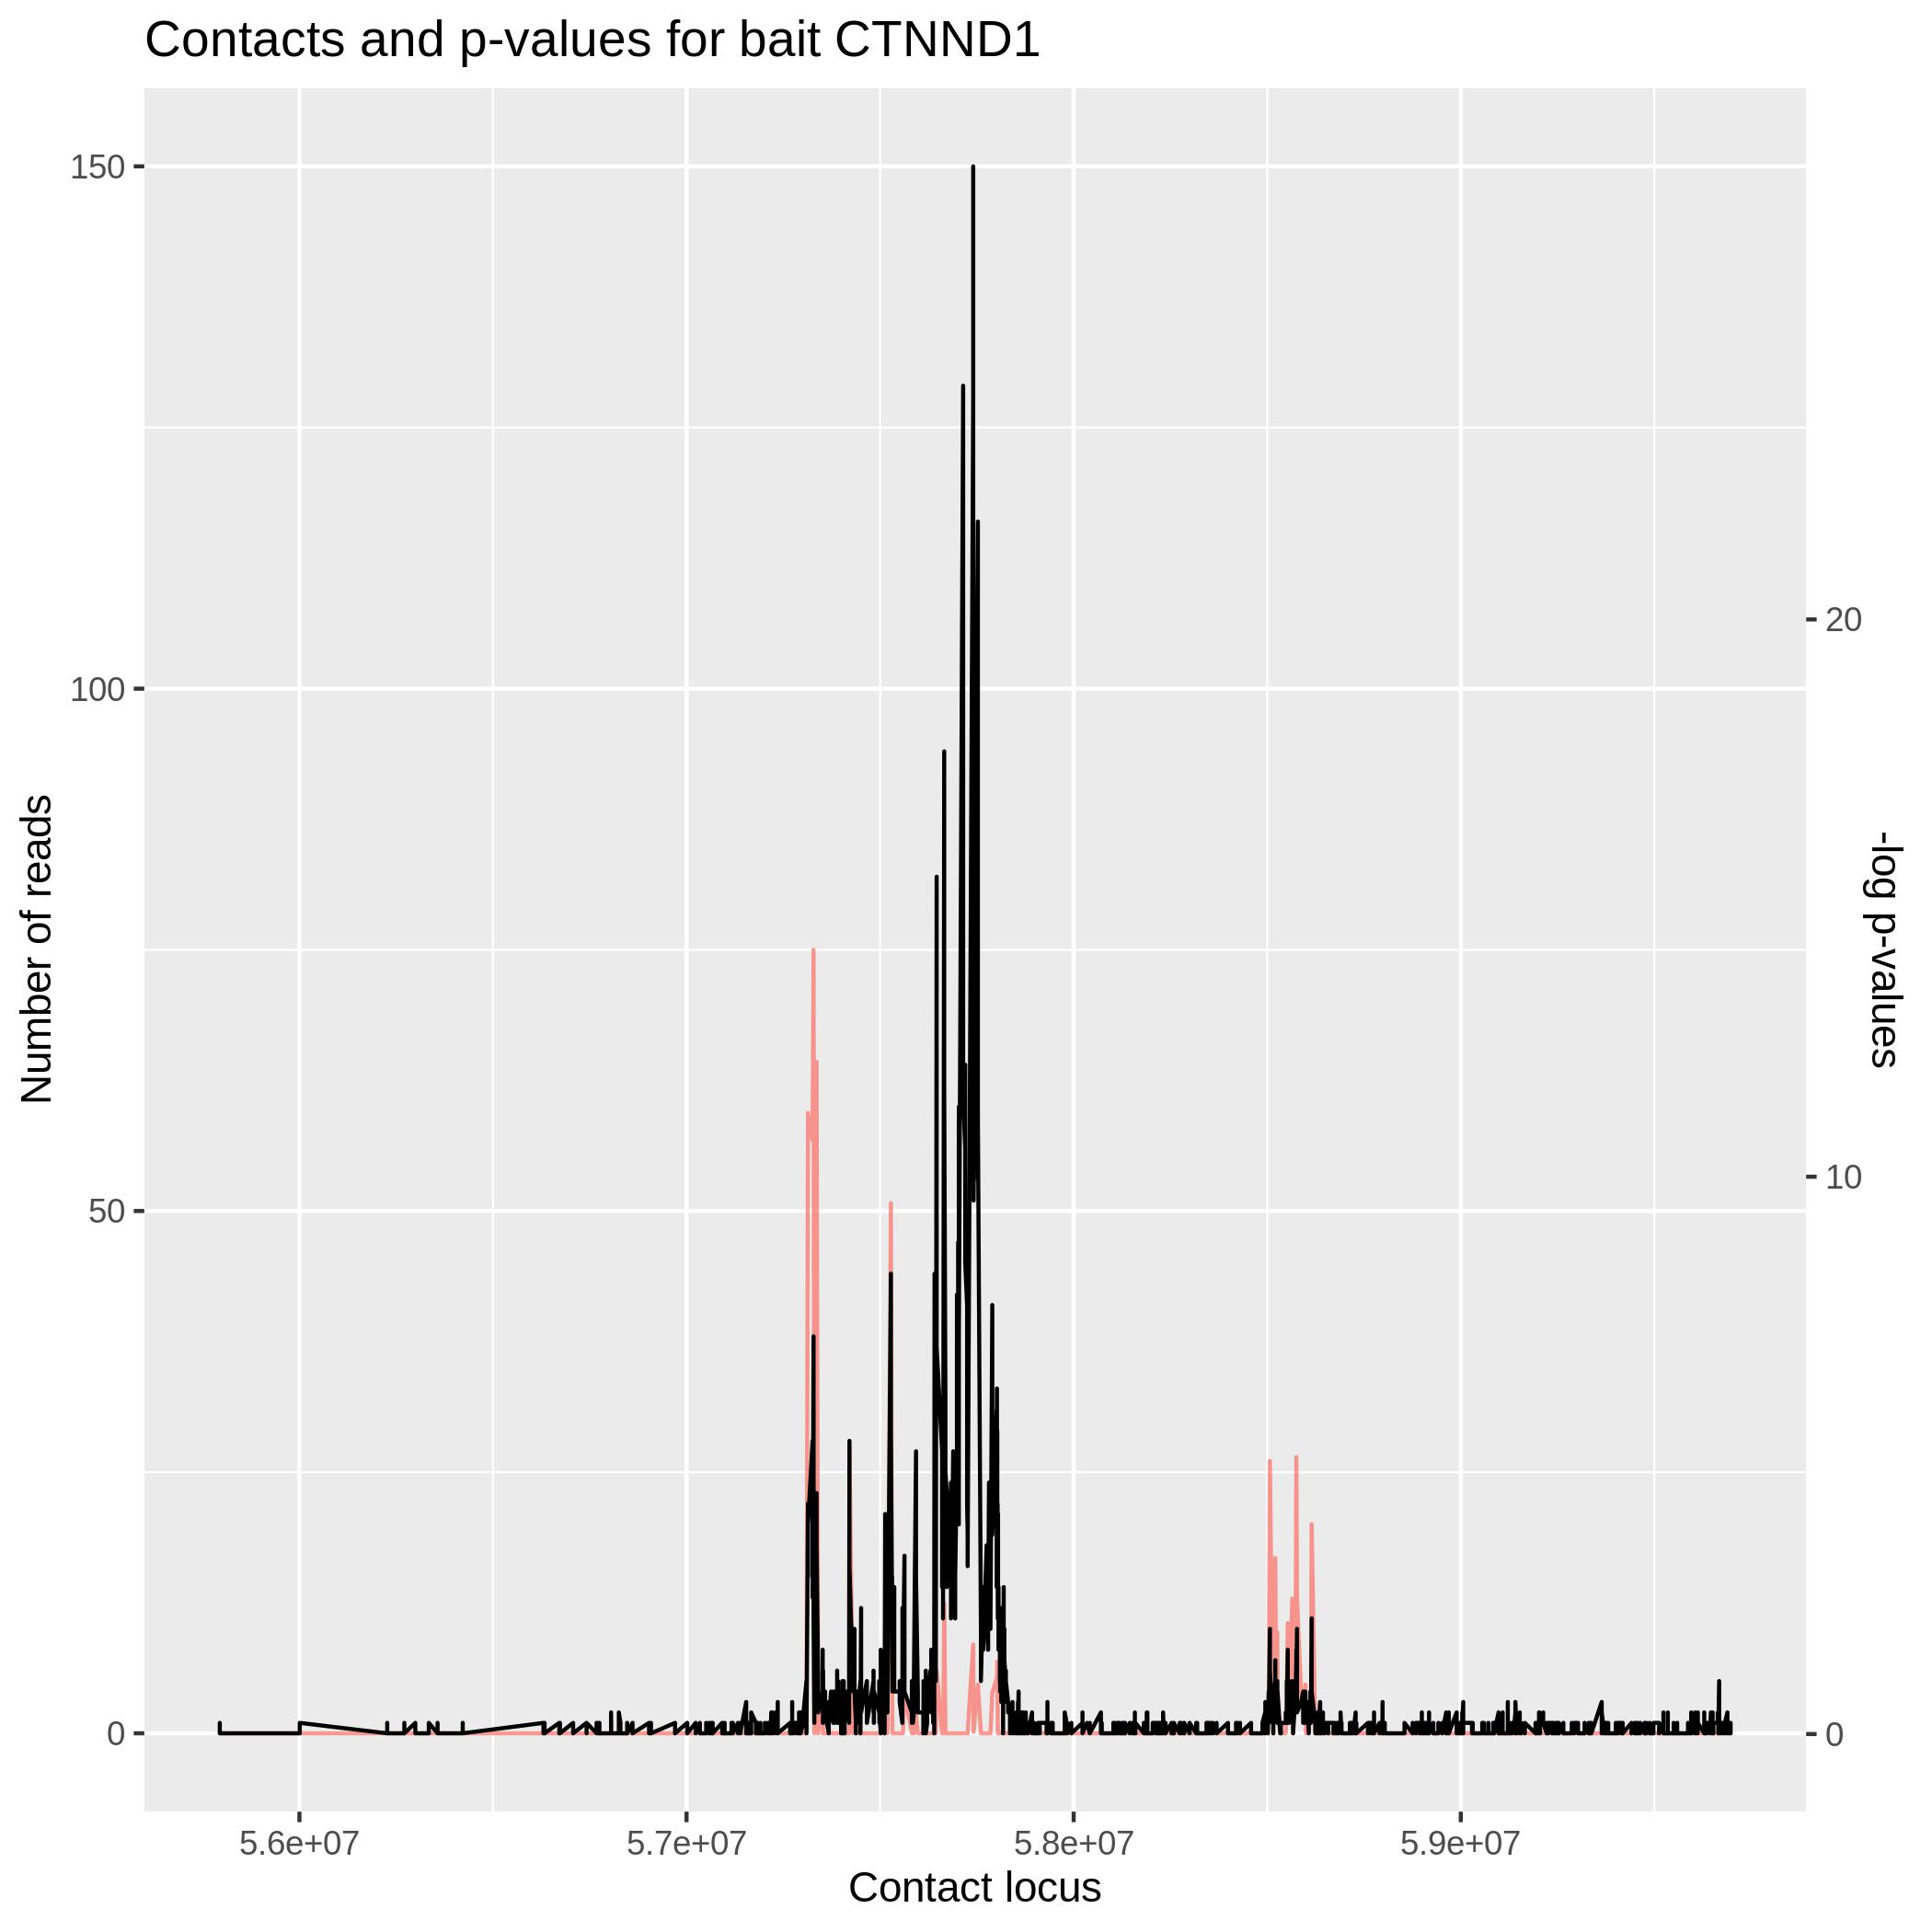 Contacts and p-values for bait CTNND1
150
100
50
0
Number of reads
20
10
0
-log p-values
5.6e+07
5.7e+07
5.8e+07
5.9e+07
Contact locus